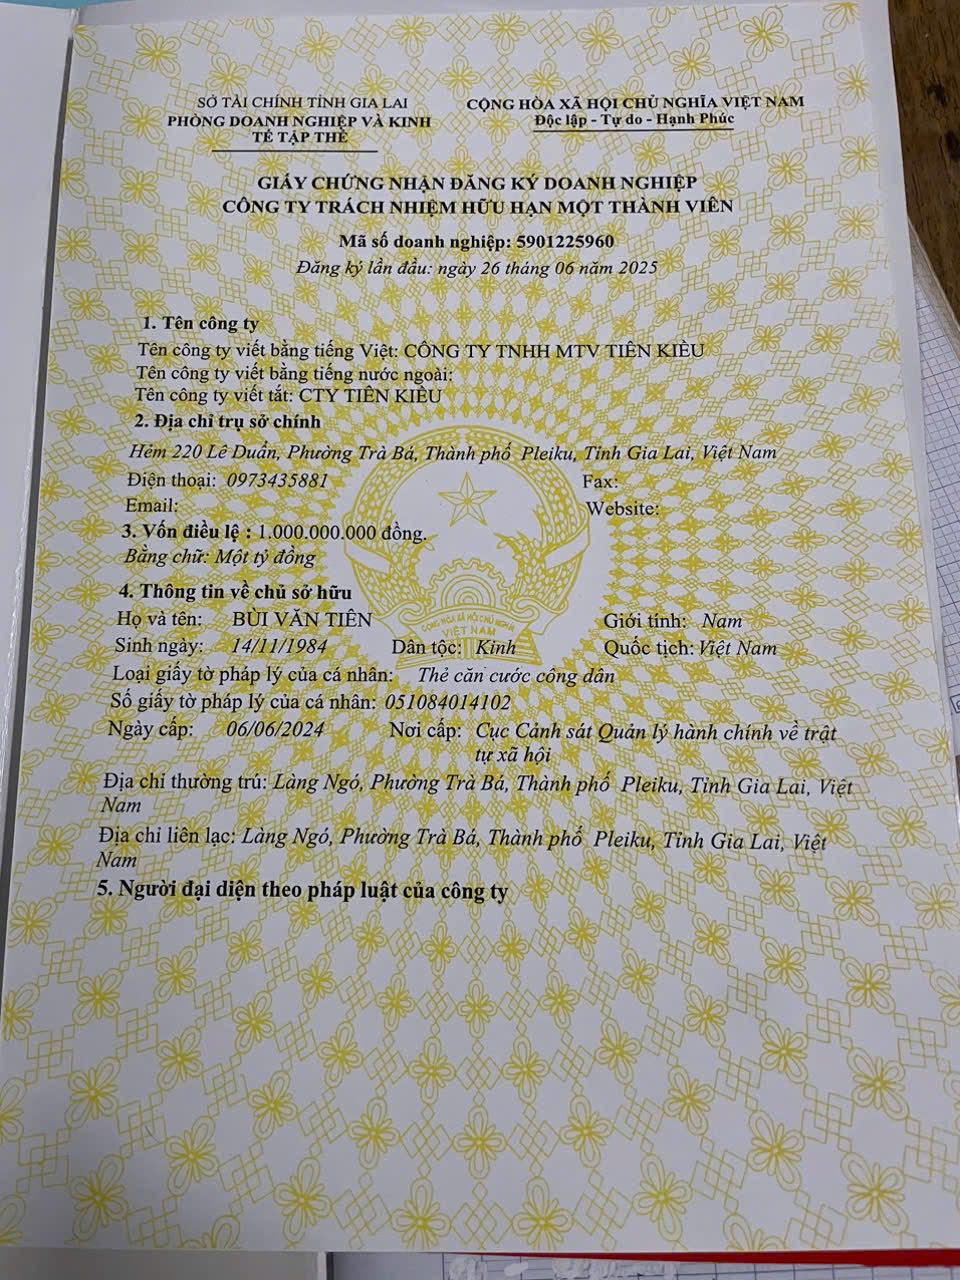 SỞ TÀI CHÍNH TỈNH GIA LAI
PHÒNG DOANH NGHIỆP VÀ KINH
TẾ TẬP THỂ
CỘNG HÒA XÃ HỘI CHỦ NGHĨA VIỆT NAM
Độc lập - Tự do - Hạnh Phúc
GIẤY CHỨNG NHẬN ĐĂNG KÝ DOANH NGHIỆP
CÔNG TY TRÁCH NHIỆM HỮU HẠN MỘT THÀNH VIÊN
Mã số doanh nghiệp: 5901225960
Đăng ký lần đầu: ngày 26 tháng 06 năm 2025
1. Tên công ty
Tên công ty viết bằng tiếng Việt: CÔNG TY TNHH MTV TIÊN KIỀU
Tên công ty viết bằng tiếng nước ngoài:
Tên công ty viết tắt: CTY TIÊN KIỀU
2. Địa chỉ trụ sở chính
Hẻm 220 Lê Duẩn, Phường Trà Bá, Thành phố Pleiku, Tỉnh Gia Lai, Việt Nam
Điện thoại: 0973435881 Fax:
Email: Website:
3. Vốn điều lệ : 1.000.000.000 đồng.
Bằng chữ: Một tỷ đồng
4. Thông tin về chủ sở hữu
Họ và tên: BÙI VĂN TIÊN Giới tính: Nam
Sinh ngày: 14/11/1984 Dân tộc: Kinh Quốc tịch: Việt Nam
Loại giấy tờ pháp lý của cá nhân: Thẻ căn cước công dân
Số giấy tờ pháp lý của cá nhân: 051084014102
Ngày cấp: 06/06/2024 Nơi cấp: Cục Cảnh sát Quản lý hành chính về trật
tự xã hội
Địa chỉ thường trú: Làng Ngó, Phường Trà Bá, Thành phố Pleiku, Tỉnh Gia Lai, Việt
Nam
Địa chỉ liên lạc: Làng Ngó, Phường Trà Bá, Thành phố Pleiku, Tỉnh Gia Lai, Việt
Nam
5. Người đại diện theo pháp luật của công ty
CỘNG HÒA XÃ HỘI CHỦ NGHĨA
VIỆT NAM